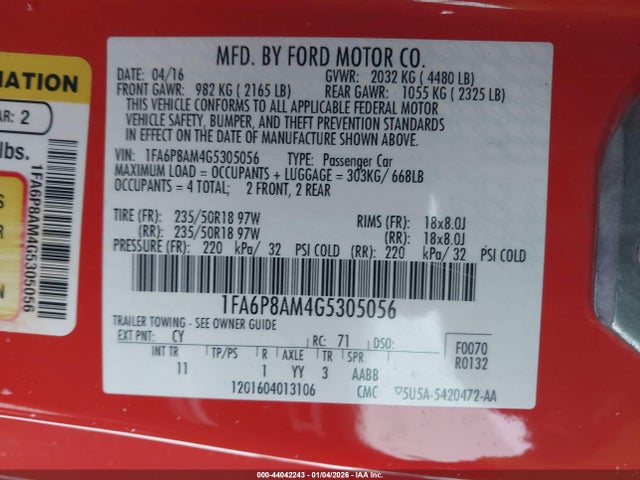 MATION
AR: 2
lbs.
1FA6P8AM4G5305056
MFD. BY FORD MOTOR CO.
DATE: 04/16 GVWR: 2032 KG ( 4480 LB)
FRONT GAWR: 982 KG ( 2165 LB) REAR GAWR: 1055 KG ( 2325 LB)
THIS VEHICLE CONFORMS TO ALL APPLICABLE FEDERAL MOTOR
VEHICLE SAFETY, BUMPER, AND THEFT PREVENTION STANDARDS
IN EFFECT ON THE DATE OF MANUFACTURE SHOWN ABOVE.
VIN: 1FA6P8AM4G5305056 TYPE: Passenger Car
MAXIMUM LOAD = OCCUPANTS + LUGGAGE = 303KG/ 668LB
OCCUPANTS = 4 TOTAL; 2 FRONT, 2 REAR
TIRE (FR): 235/50R18 97W RIMS (FR): 18x8.0J
(RR): 235/50R18 97W (RR): 18x8.0J
PRESSURE (FR): 220 kPa/ 32 PSI COLD (RR): 220 kPa/ 32 PSI COLD
1FA6P8AM4G5305056
TRAILER TOWING - SEE OWNER GUIDE
EXT PNT: CY RC: 71 DSO: F0070
R0132
INT TR TP/PS R AXLE TR SPR
11 1 YY 3 AABB
1201604013106 CMC 5U5A-5420472-AA
000-44042243 - 01/04/2026 - IAAI.COM